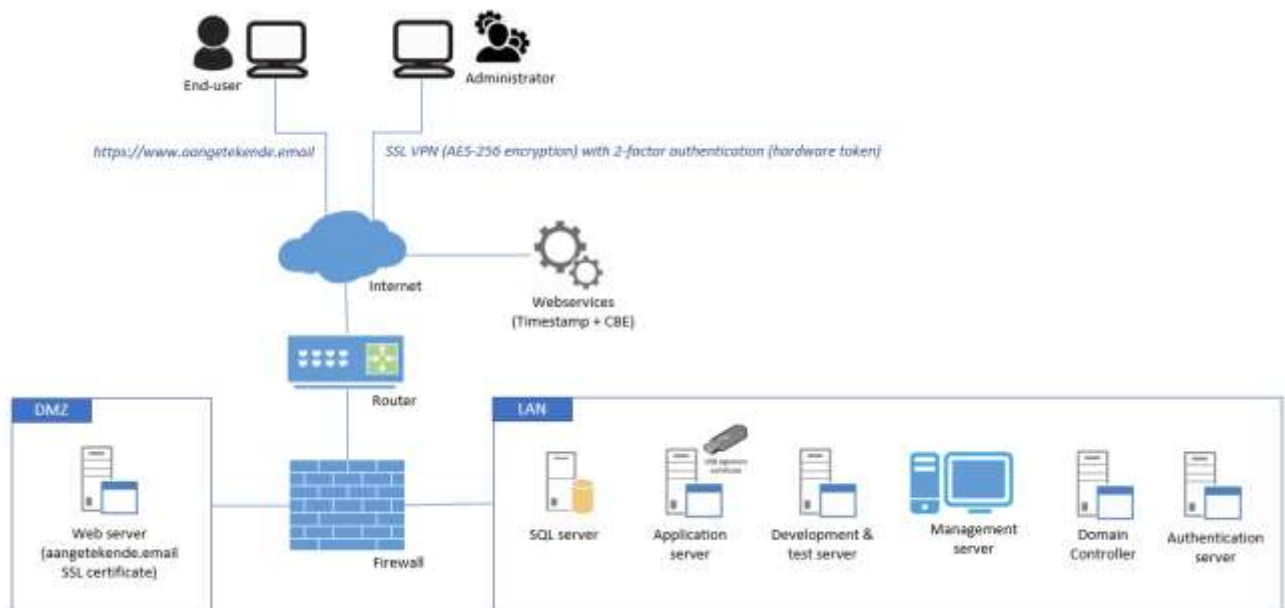 End-user
Administrator
https://www.aangetekende.email
SSL VPN (AES-256 encryption) with 2-factor authentication (hardware token)
Internet
Webservices
(Timestamp + CBE)
Router
DMZ
LAN
Web server
(aangetekende.email
SSL certificate)
Firewall
SQL server
certificate
Application
server
Development &
test server
Management
server
Domain
Controller
Authentication
server